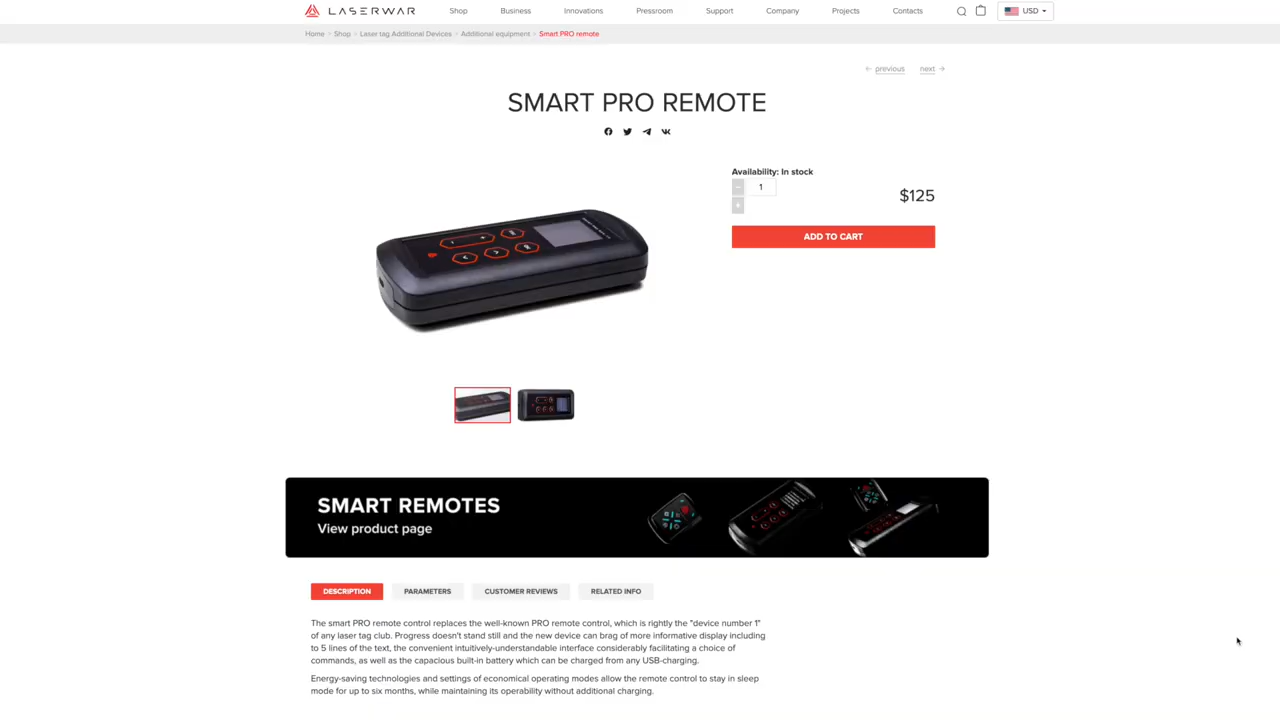 LASERWAR
Shop
Business
Innovations
Pressroom
Support
Company
Projects
Contacts
USD
Home > Shop > Laser tag Additional Devices > Additional equipment > Smart PRO remote
← previous
next →
SMART PRO REMOTE
Availability: In stock
−
1
+
$125
ADD TO CART
SMART REMOTES
View product page
DESCRIPTION
PARAMETERS
CUSTOMER REVIEWS
RELATED INFO
The smart PRO remote control replaces the well-known PRO remote control, which is rightly the "device number 1"
of any laser tag club. Progress doesn't stand still and the new device can brag of more informative display including
to 5 lines of the text, the convenient intuitively-understandable interface considerably facilitating a choice of
commands, as well as the capacious built-in battery which can be charged from any USB-charging.
Energy-saving technologies and settings of economical operating modes allow the remote control to stay in sleep
mode for up to six months, while maintaining its operability without additional charging.